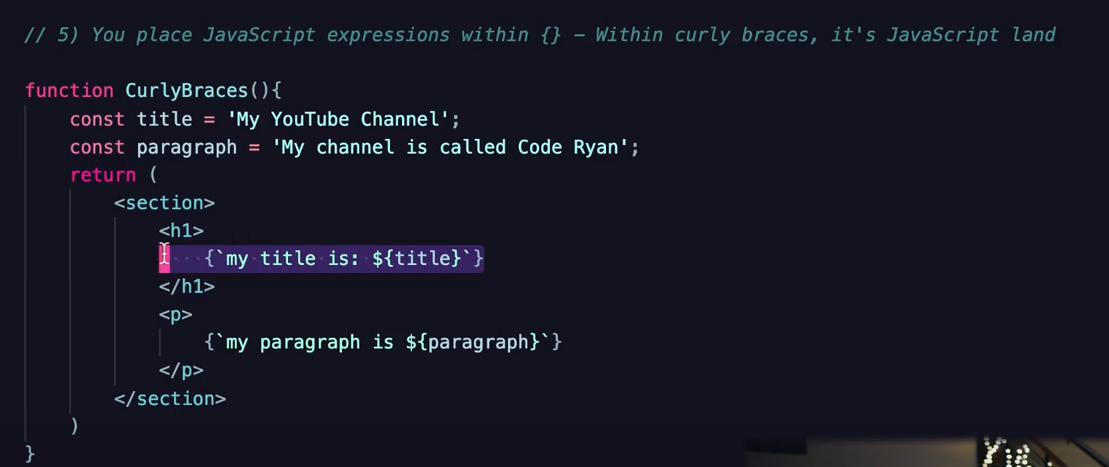 // 5) You place JavaScript expressions within {} – Within curly braces, it's JavaScript land
function CurlyBraces(){
const title = 'My YouTube Channel';
const paragraph = 'My channel is called Code Ryan';
return (
<section>
<h1>
{`my title is: ${title}`}
</h1>
<p>
{`my paragraph is ${paragraph}`}
</p>
</section>
)
}